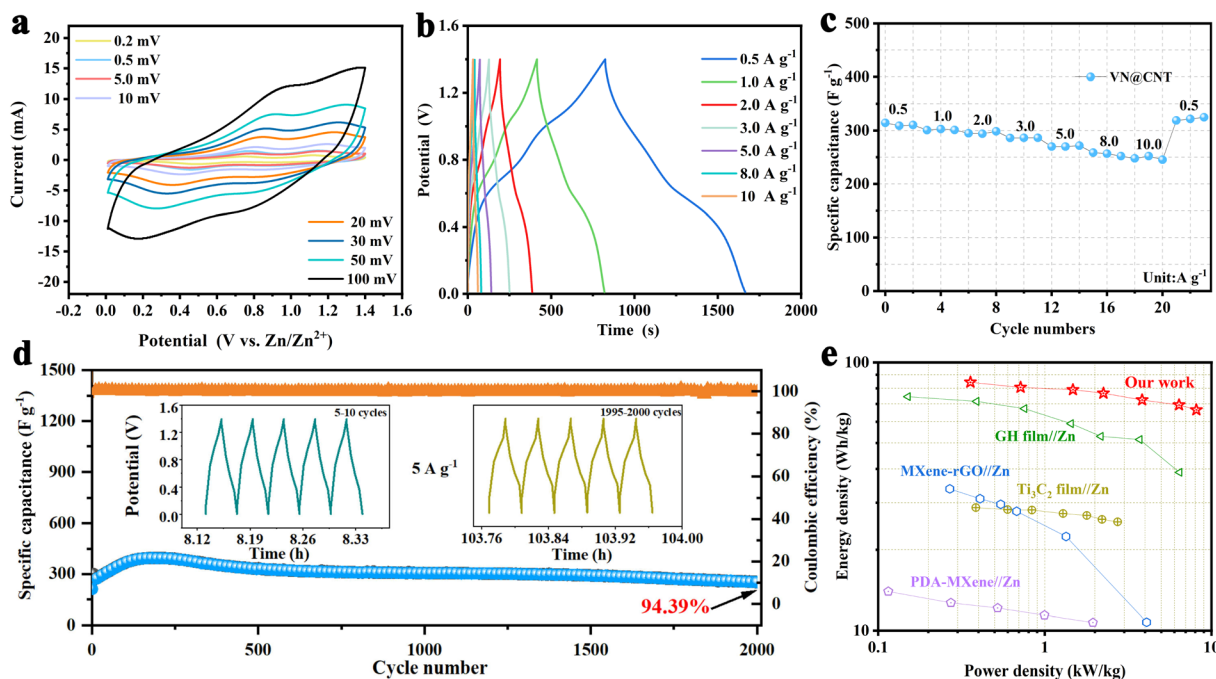 a
0.2 mV
0.5 mV
5.0 mV
10 mV
20 mV
30 mV
50 mV
100 mV
20
15
10
5
0
-5
-10
-15
-20
Current (mA)
-0.2 0.0 0.2 0.4 0.6 0.8 1.0 1.2 1.4 1.6
Potential (V vs. Zn/Zn²⁺)
b
1.6
1.2
0.8
0.4
0.0
Potential (V)
0.5 A g⁻¹
1.0 A g⁻¹
2.0 A g⁻¹
3.0 A g⁻¹
5.0 A g⁻¹
8.0 A g⁻¹
10 A g⁻¹
0 500 1000 1500 2000
Time (s)
c
500
400
300
200
100
0
Specific capacitance (F g⁻¹)
VN@CNT
0.5 1.0 2.0 3.0 5.0 8.0 10.0 0.5
Unit:A g⁻¹
0 4 8 12 16 20
Cycle numbers
d
1500
1350
1200
900
750
600
450
300
150
0
Specific capacitance (F g⁻¹)
5-10 cycles
1.6
1.2
0.8
0.4
0.0
Potential (V)
8.12 8.19 8.26 8.33
Time (h)
5 A g⁻¹
1995-2000 cycles
103.76 103.84 103.92 104.00
Time (h)
94.39%
100
80
60
40
20
0
Coulombic efficiency (%)
0 500 1000 1500 2000
Cycle number
e
100
10
Energy density (Wh/kg)
Our work
GH film//Zn
MXene-rGO//Zn
Ti₃C₂ film//Zn
PDA-MXene//Zn
0.1 1 10
Power density (kW/kg)